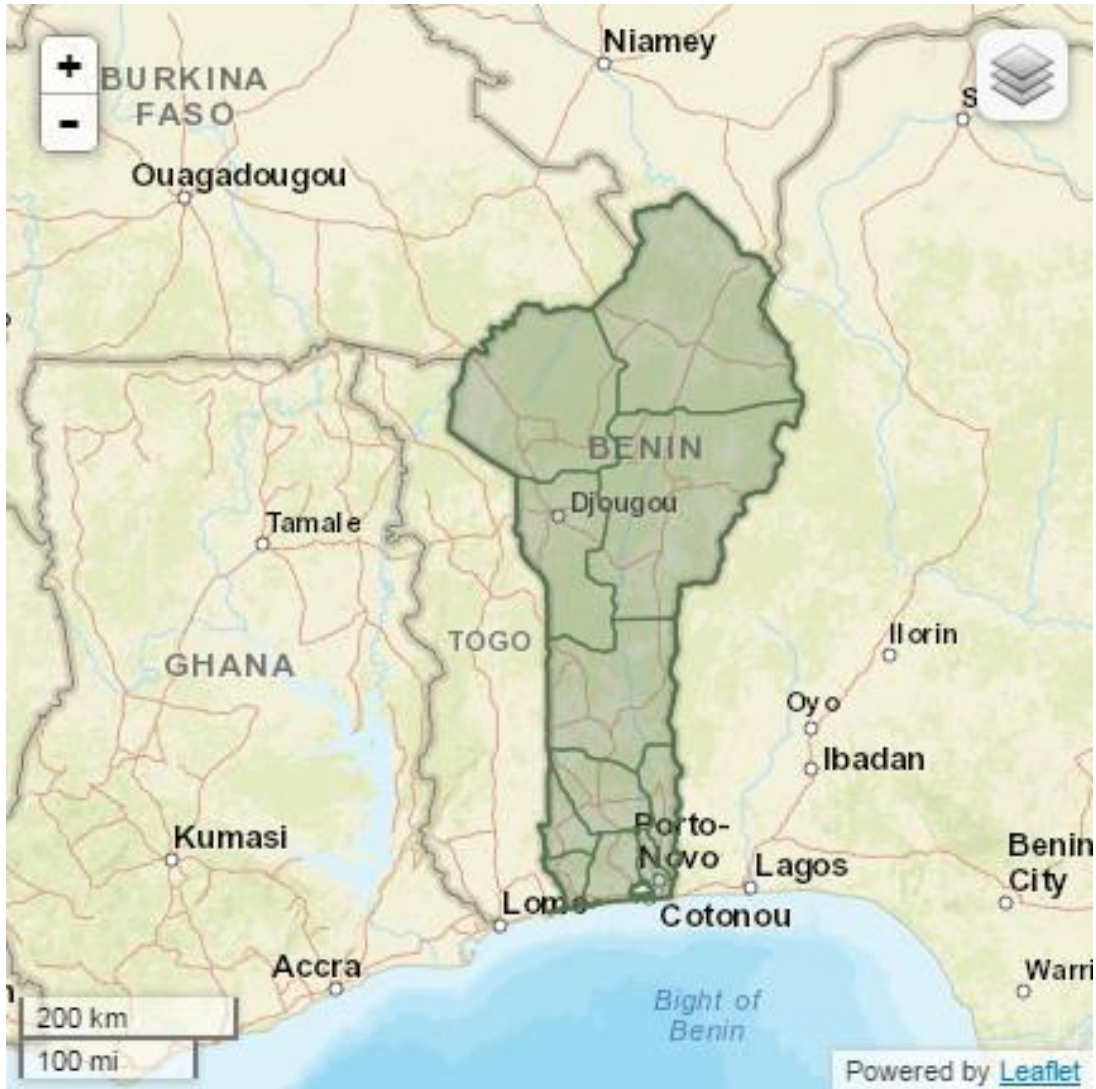 +
-
Niamey
BURKINA
FASO
S
Ouagadougou
BENIN
Djougou
Tamale
TOGO
GHANA
Ilorin
Oyo
Ibadan
Kumasi
Porto-
Novo
Lagos
Benin
City
Lome
Cotonou
Accra
Warri
Bight of
Benin
200 km
100 mi
Powered by Leaflet